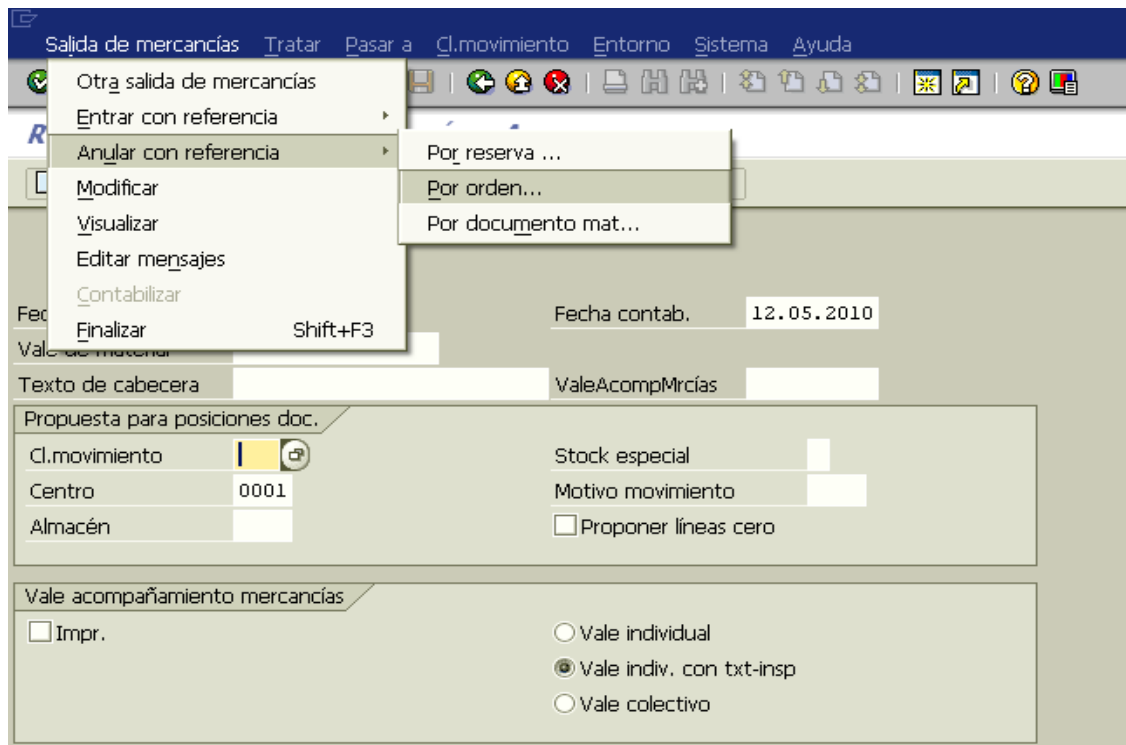 Salida de mercancías Tratar Pasar a Cl.movimiento Entorno Sistema Ayuda
Otra salida de mercancías
Entrar con referencia
Anular con referencia
Por reserva ...
Modificar
Por orden...
Visualizar
Por documento mat...
Editar mensajes
Contabilizar
Finalizar Shift+F3
Fecha contab. 12.05.2010
Vale de material
Texto de cabecera ValeAcompMrcías
Propuesta para posiciones doc.
Cl.movimiento Stock especial
Centro 0001 Motivo movimiento
Almacén Proponer líneas cero
Vale acompañamiento mercancías
Impr. Vale individual
Vale indiv. con txt-insp
Vale colectivo